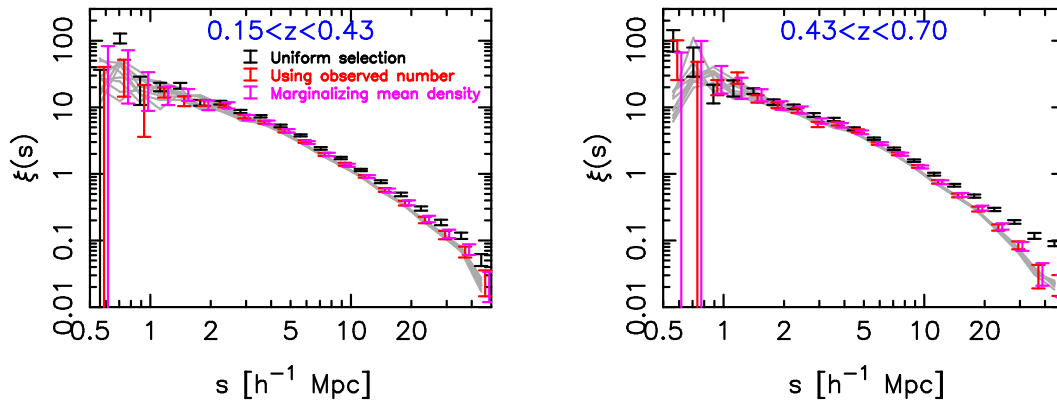 0.15<z<0.43
Uniform selection
Using observed number
Marginalizing mean density
ξ(s)
100
10
1
0.1
0.01
0.5 1 2 5 10 20
s [h⁻¹ Mpc]
0.43<z<0.70
ξ(s)
100
10
1
0.1
0.01
0.5 1 2 5 10 20
s [h⁻¹ Mpc]